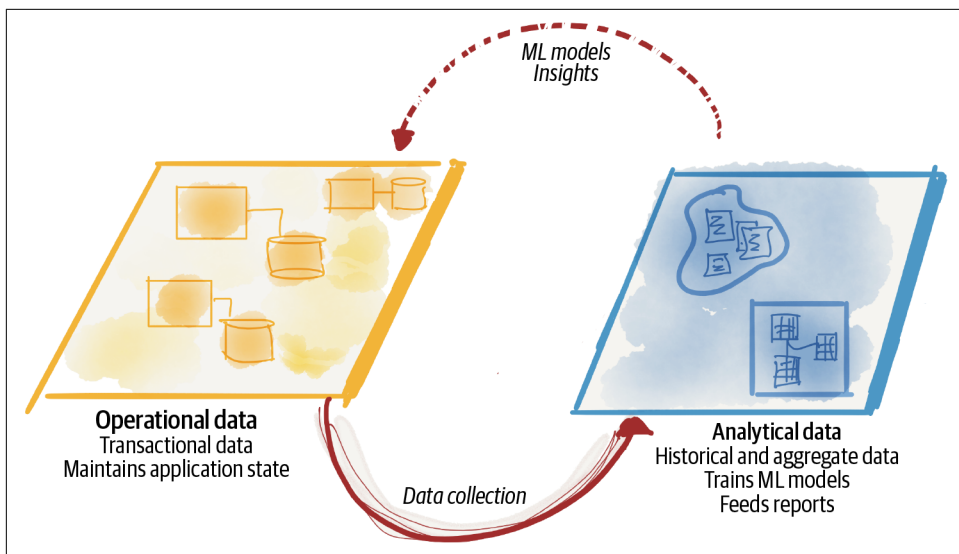 ML models
Insights
Operational data
Transactional data
Maintains application state
Data collection
Analytical data
Historical and aggregate data
Trains ML models
Feeds reports